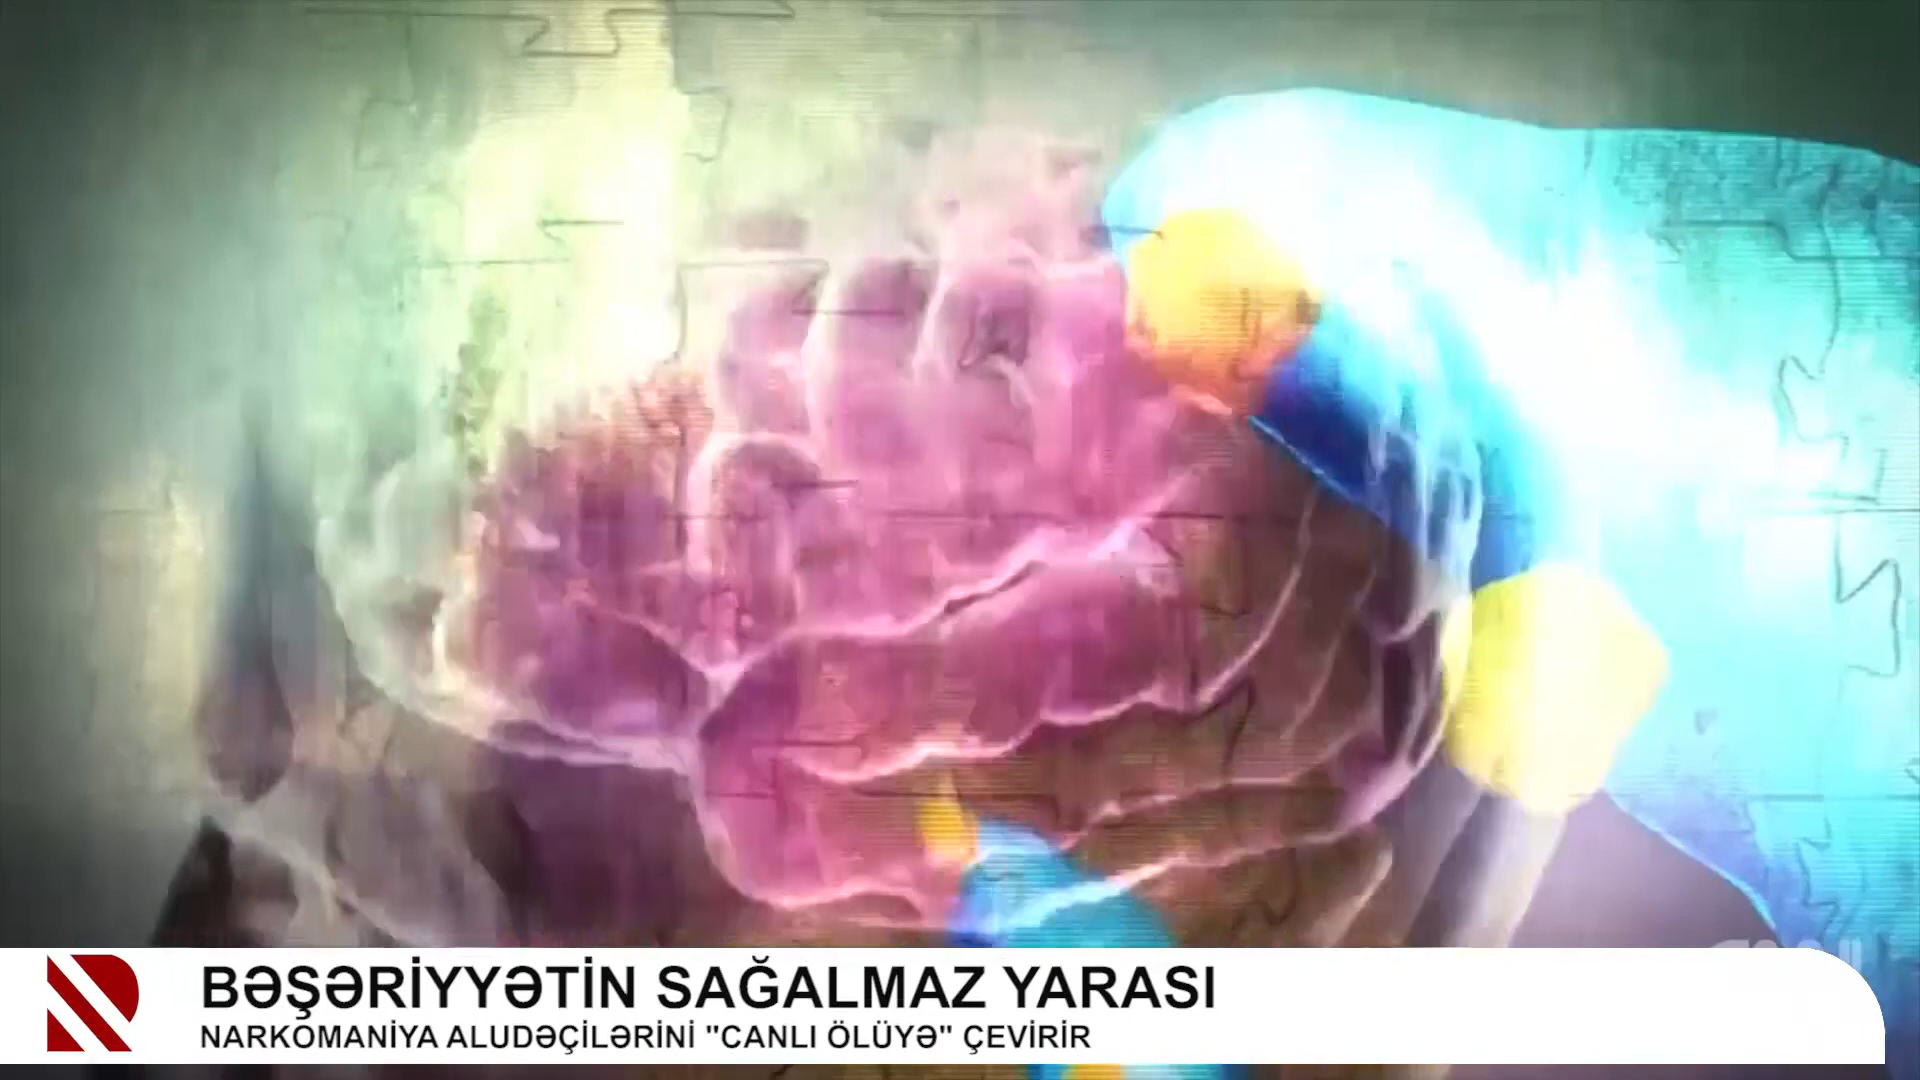 BƏŞƏRİYYƏTİN SAĞALMAZ YARASI
NARKOMANİYA ALUDƏÇİLƏRİNİ "CANLI ÖLÜYƏ" ÇEVİRİR